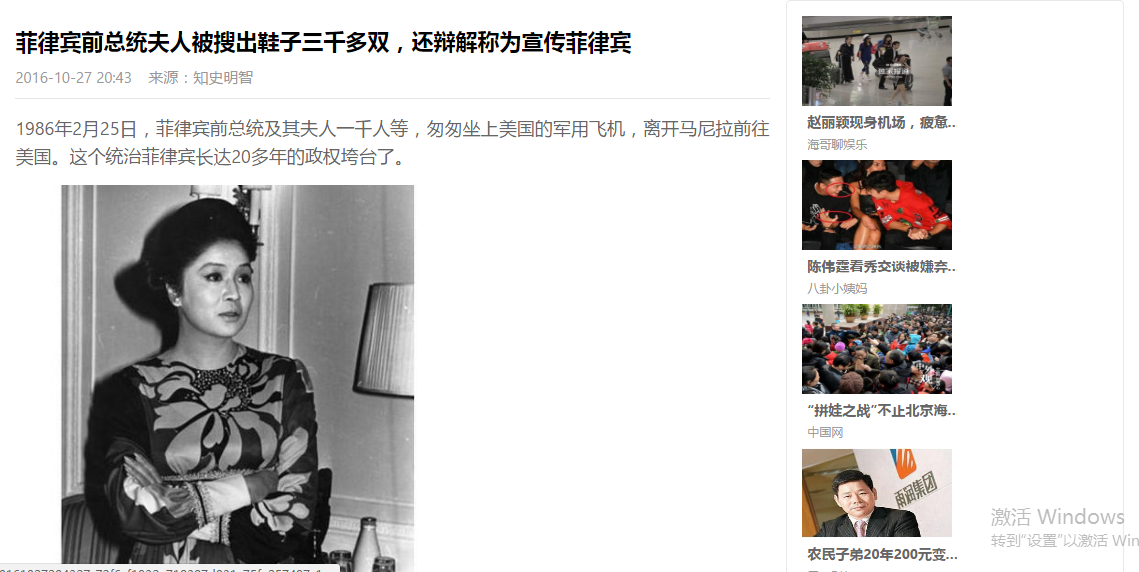 菲律宾前总统夫人被搜出鞋子三千多双，还辩解称为宣传菲律宾
2016-10-27 20:43 来源：知史明智
1986年2月25日，菲律宾前总统及其夫人一千人等，匆匆坐上美国的军用飞机，离开马尼拉前往
美国。这个统治菲律宾长达20多年的政权垮台了。
赵丽颖现身机场，疲惫..
海哥聊娱乐
陈伟霆看秀交谈被嫌弃..
八卦小姨妈
“拼娃之战”不止北京海..
中国网
农民子弟20年200元变...
激活 Windows
转到“设置”以激活 Win